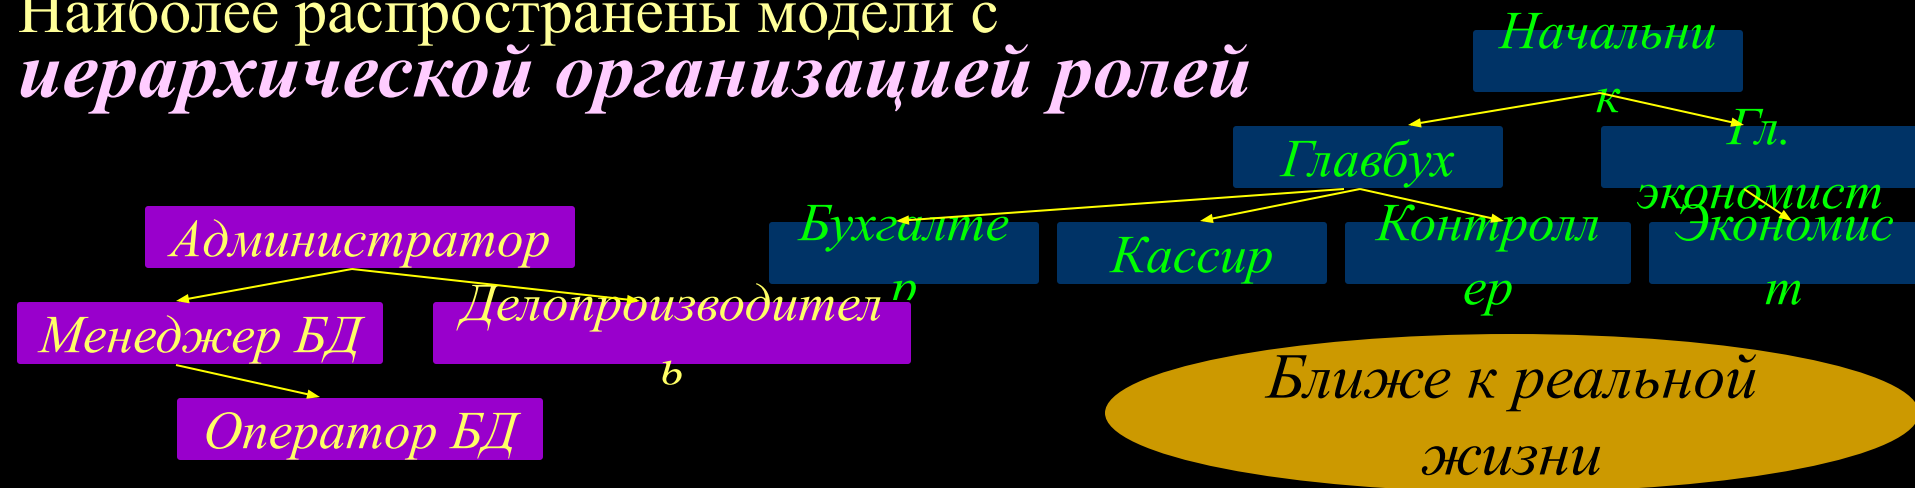 Наиболее распространены модели с
иерархической организацией ролей
Начальни
к
Главбух
Гл.
экономист
Бухгалте
р
Кассир
Контролл
ер
Экономис
т
Администратор
Менеджер БД
Делопроизводител
ь
Оператор БД
Ближе к реальной
жизни